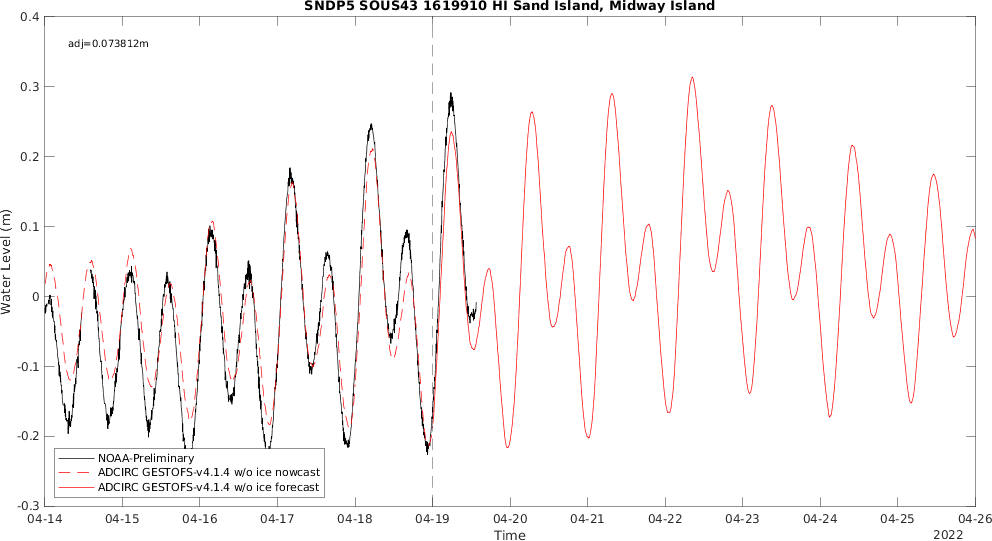 SNDP5 SOUS43 1619910 HI Sand Island, Midway Island
adj=0.073812m
0.4
0.3
0.2
0.1
0
-0.1
-0.2
-0.3
Water Level (m)
NOAA-Preliminary
ADCIRC GESTOFS-v4.1.4 w/o ice nowcast
ADCIRC GESTOFS-v4.1.4 w/o ice forecast
04-14 04-15 04-16 04-17 04-18 04-19 04-20 04-21 04-22 04-23 04-24 04-25 04-26
Time
2022